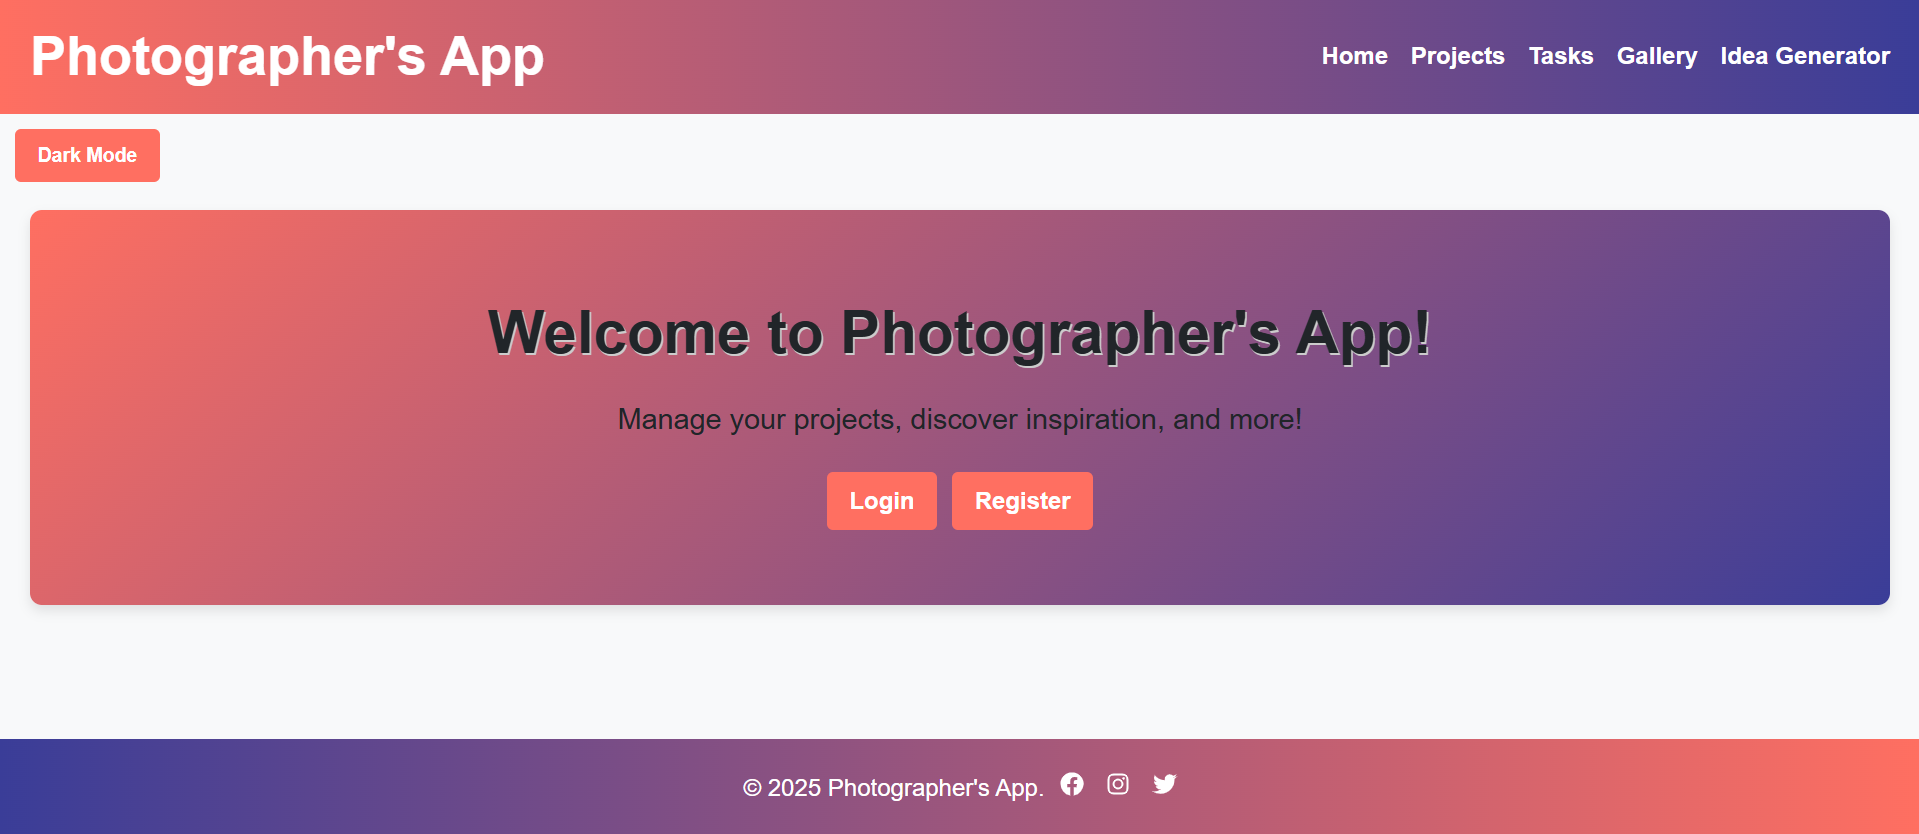 Photographer's App
Home Projects Tasks Gallery Idea Generator
Dark Mode
Welcome to Photographer's App!
Manage your projects, discover inspiration, and more!
Login Register
© 2025 Photographer's App.